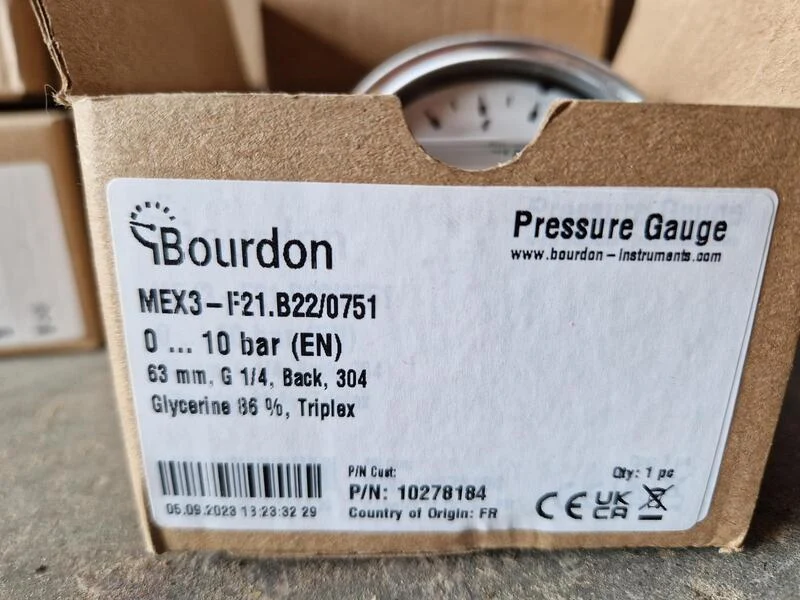 Bourdon
Pressure Gauge
www.bourdon-instruments.com
MEX3-F21.B22/0751
0 ... 10 bar (EN)
63 mm, G 1/4, Back, 304
Glycerine 86 %, Triplex
P/N Cust:
Qty: 1 pc
P/N: 10278184
05.09.2023 13:23:32 29
Country of Origin: FR
CE UK CA